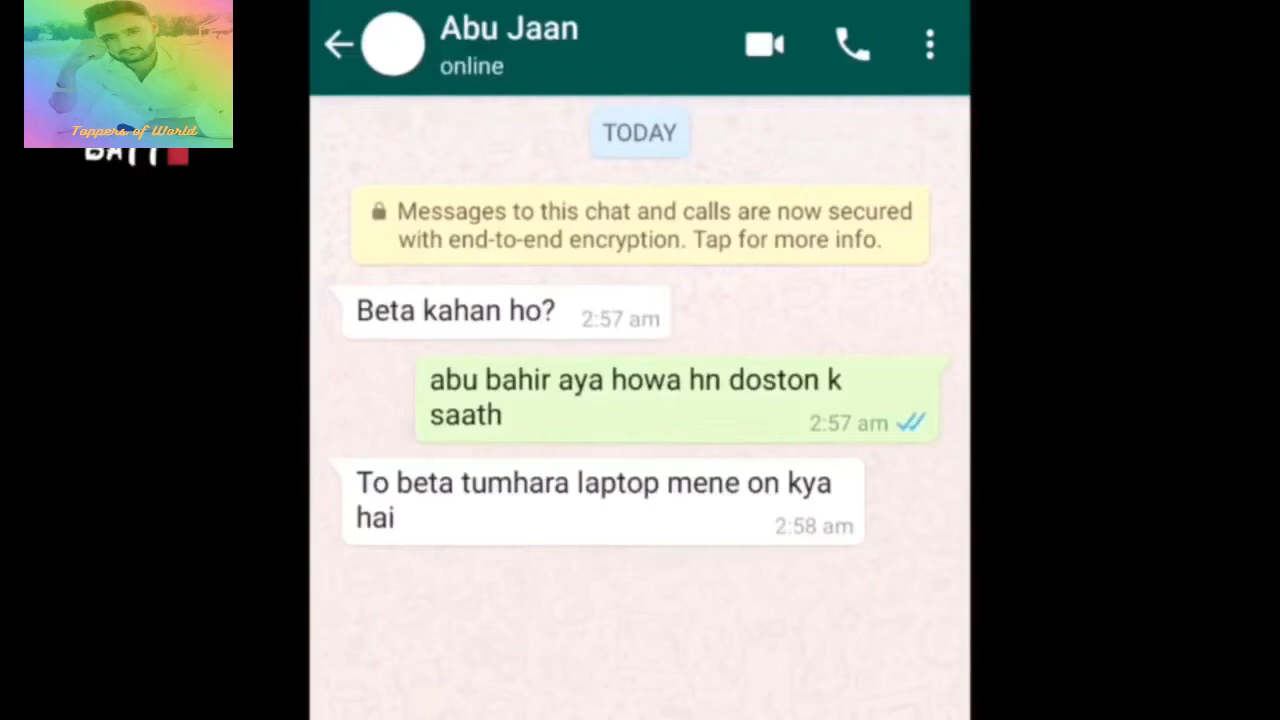 Abu Jaan
online
Toppers of World
TODAY
Messages to this chat and calls are now secured
with end-to-end encryption. Tap for more info.
Beta kahan ho?
2:57 am
abu bahir aya howa hn doston k
saath
2:57 am
To beta tumhara laptop mene on kya
hai
2:58 am